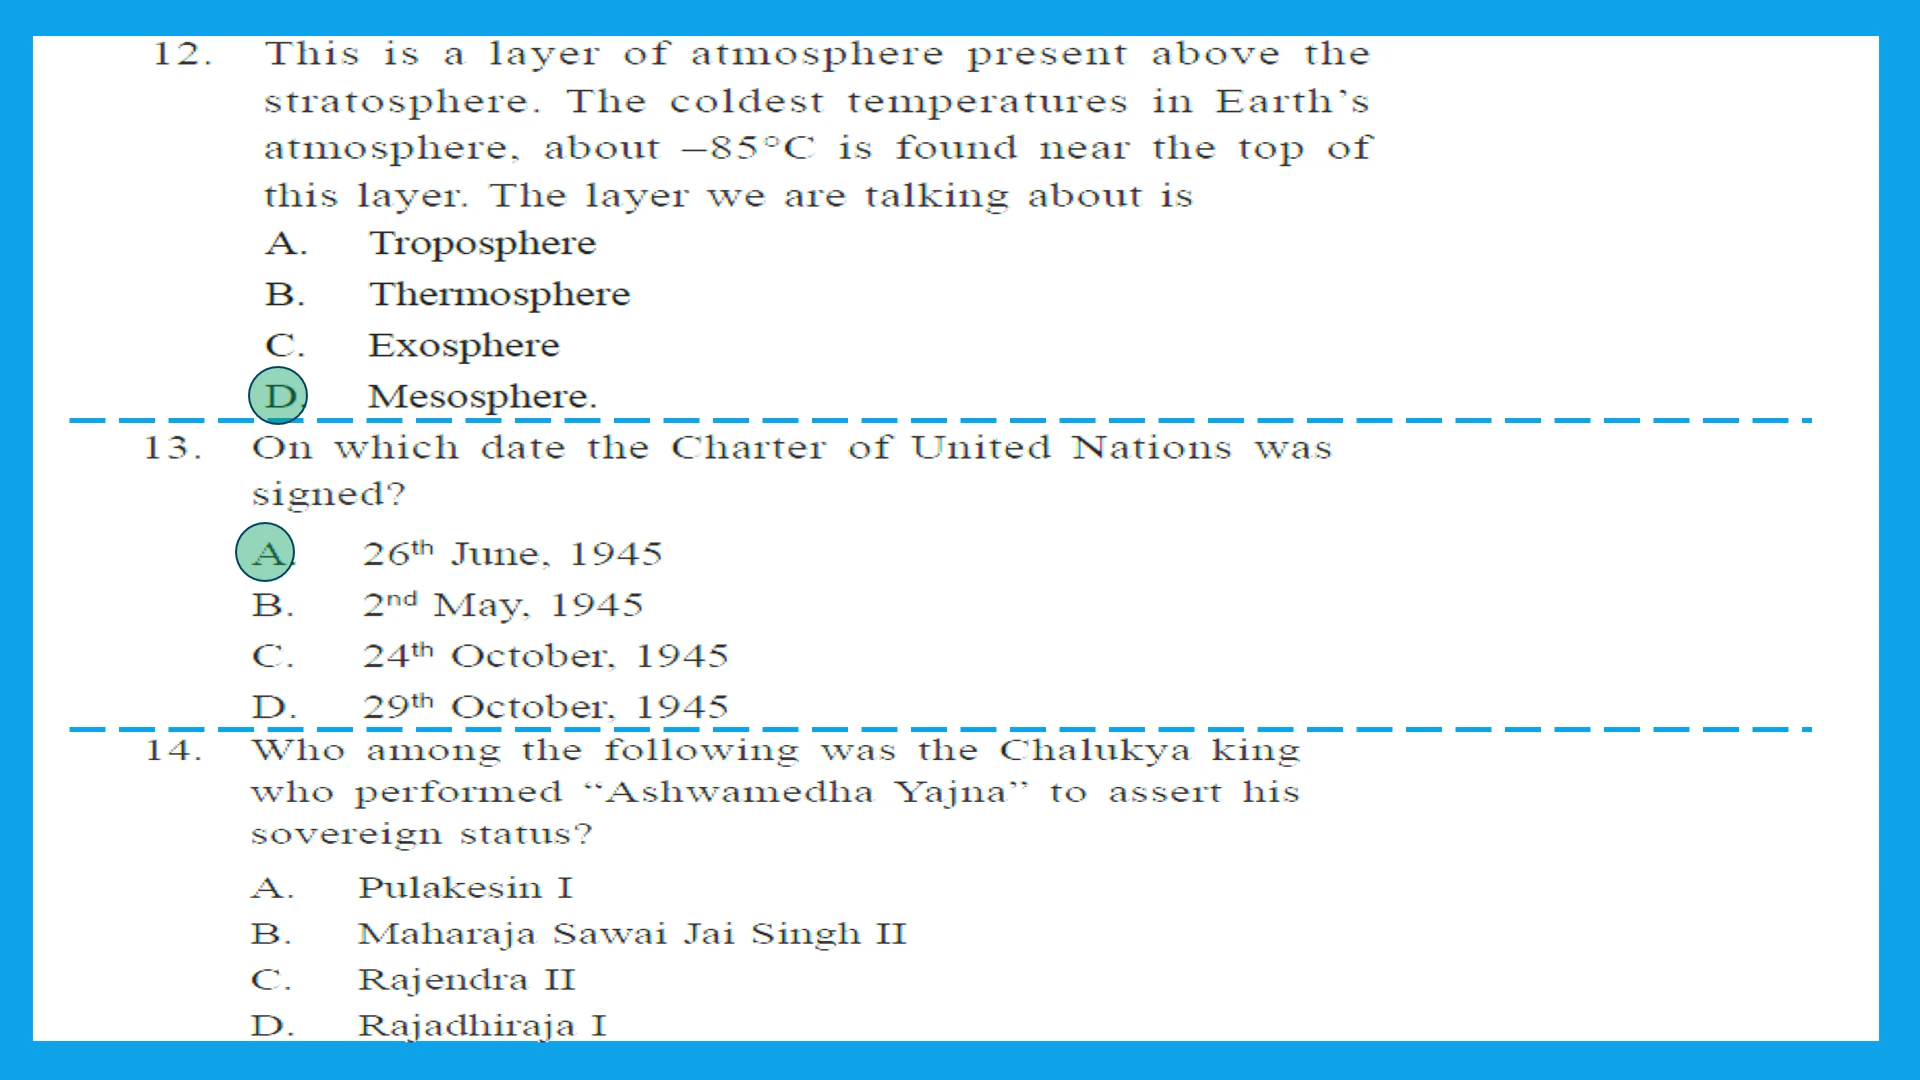 12. This is a layer of atmosphere present above the
stratosphere. The coldest temperatures in Earth's
atmosphere, about –85°C is found near the top of
this layer. The layer we are talking about is
A. Troposphere
B. Thermosphere
C. Exosphere
D. Mesosphere.
13. On which date the Charter of United Nations was
signed?
A. 26th June, 1945
B. 2nd May, 1945
C. 24th October, 1945
D. 29th October, 1945
14. Who among the following was the Chalukya king
who performed “Ashwamedha Yajna” to assert his
sovereign status?
A. Pulakesin I
B. Maharaja Sawai Jai Singh II
C. Rajendra II
D. Rajadhiraja I